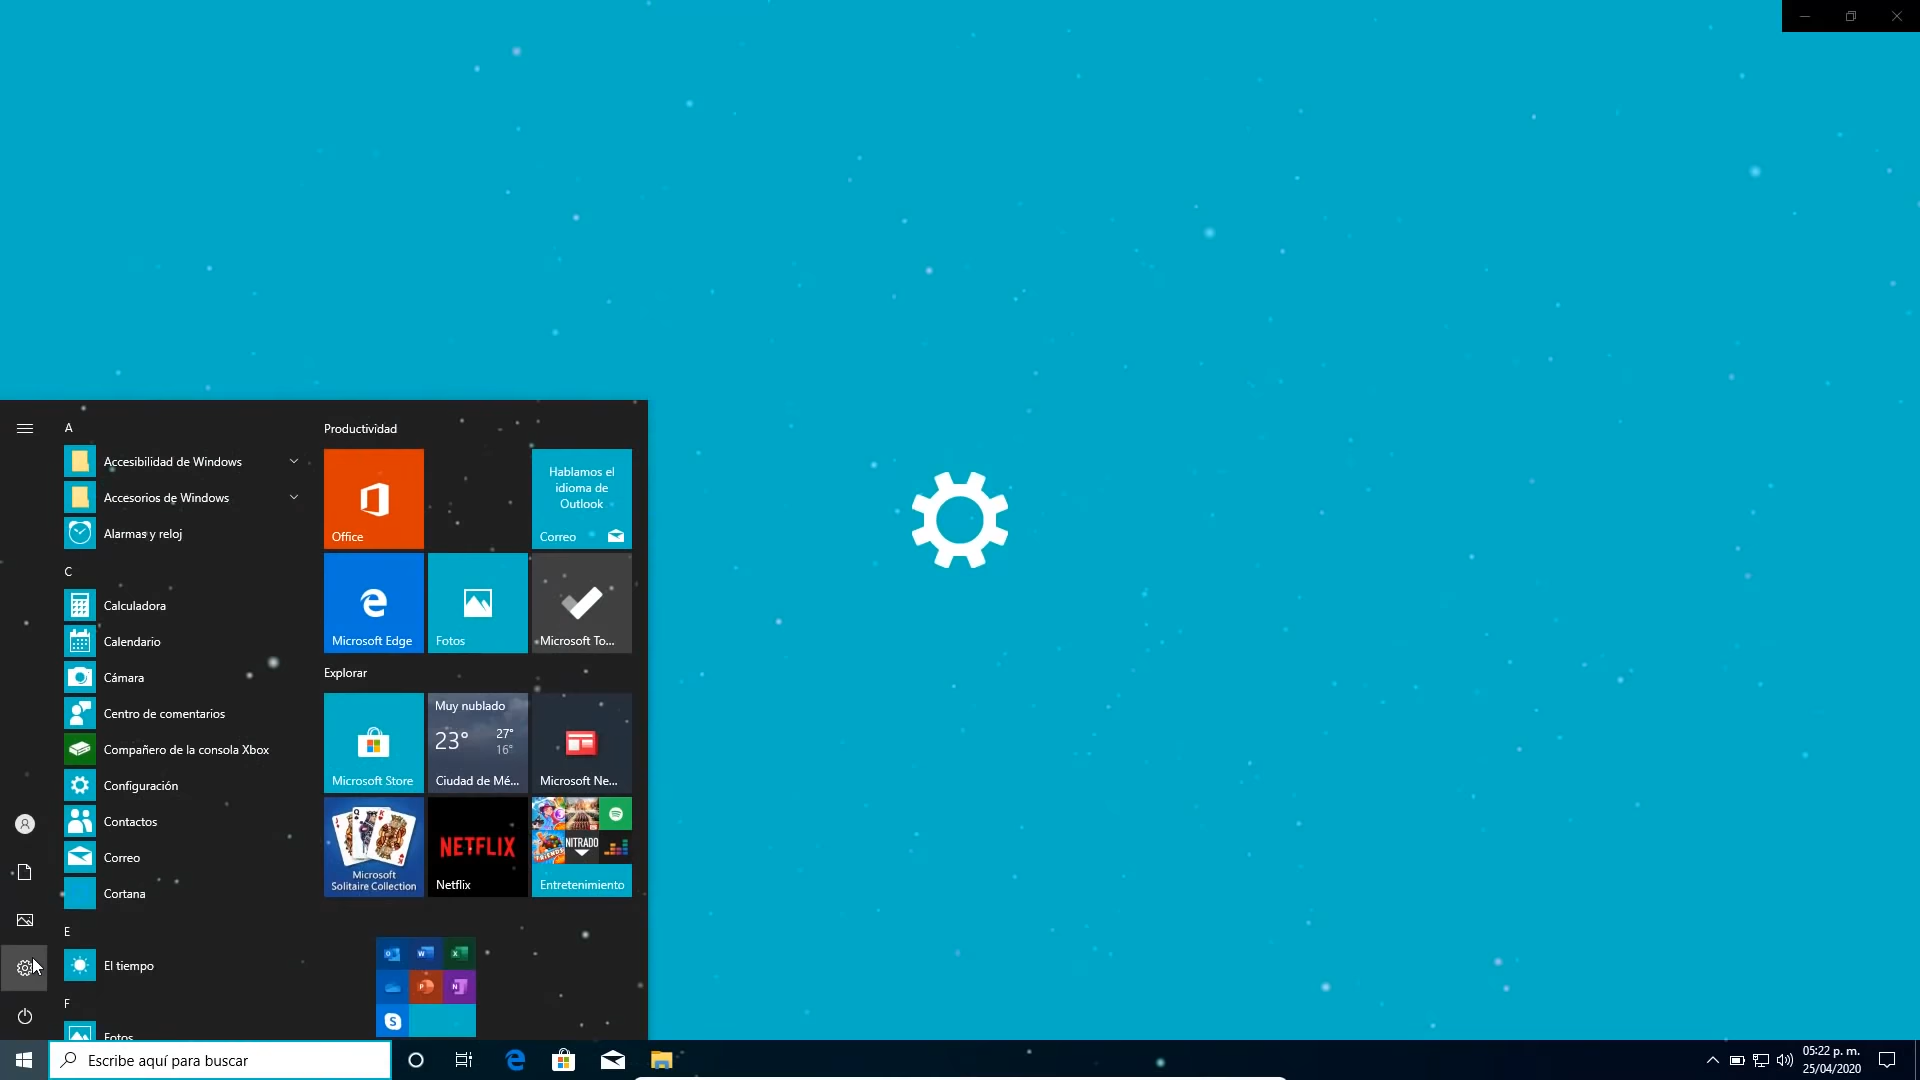 A
Accesibilidad de Windows
Accesorios de Windows
Alarmas y reloj
C
Calculadora
Calendario
Cámara
Centro de comentarios
Compañero de la consola Xbox
Configuración
Contactos
Correo
Cortana
E
El tiempo
F
Fotos
Productividad
Office
Hablamos el
idioma de
Outlook
Correo
Microsoft Edge
Fotos
Microsoft To...
Explorar
Microsoft Store
Muy nublado
23° 27°
16°
Ciudad de Mé...
Microsoft Ne...
Microsoft
Solitaire Collection
NETFLIX
Netflix
FRIENDS
NITRADO
Entretenimiento
Escribe aquí para buscar
05:22 p. m.
25/04/2020